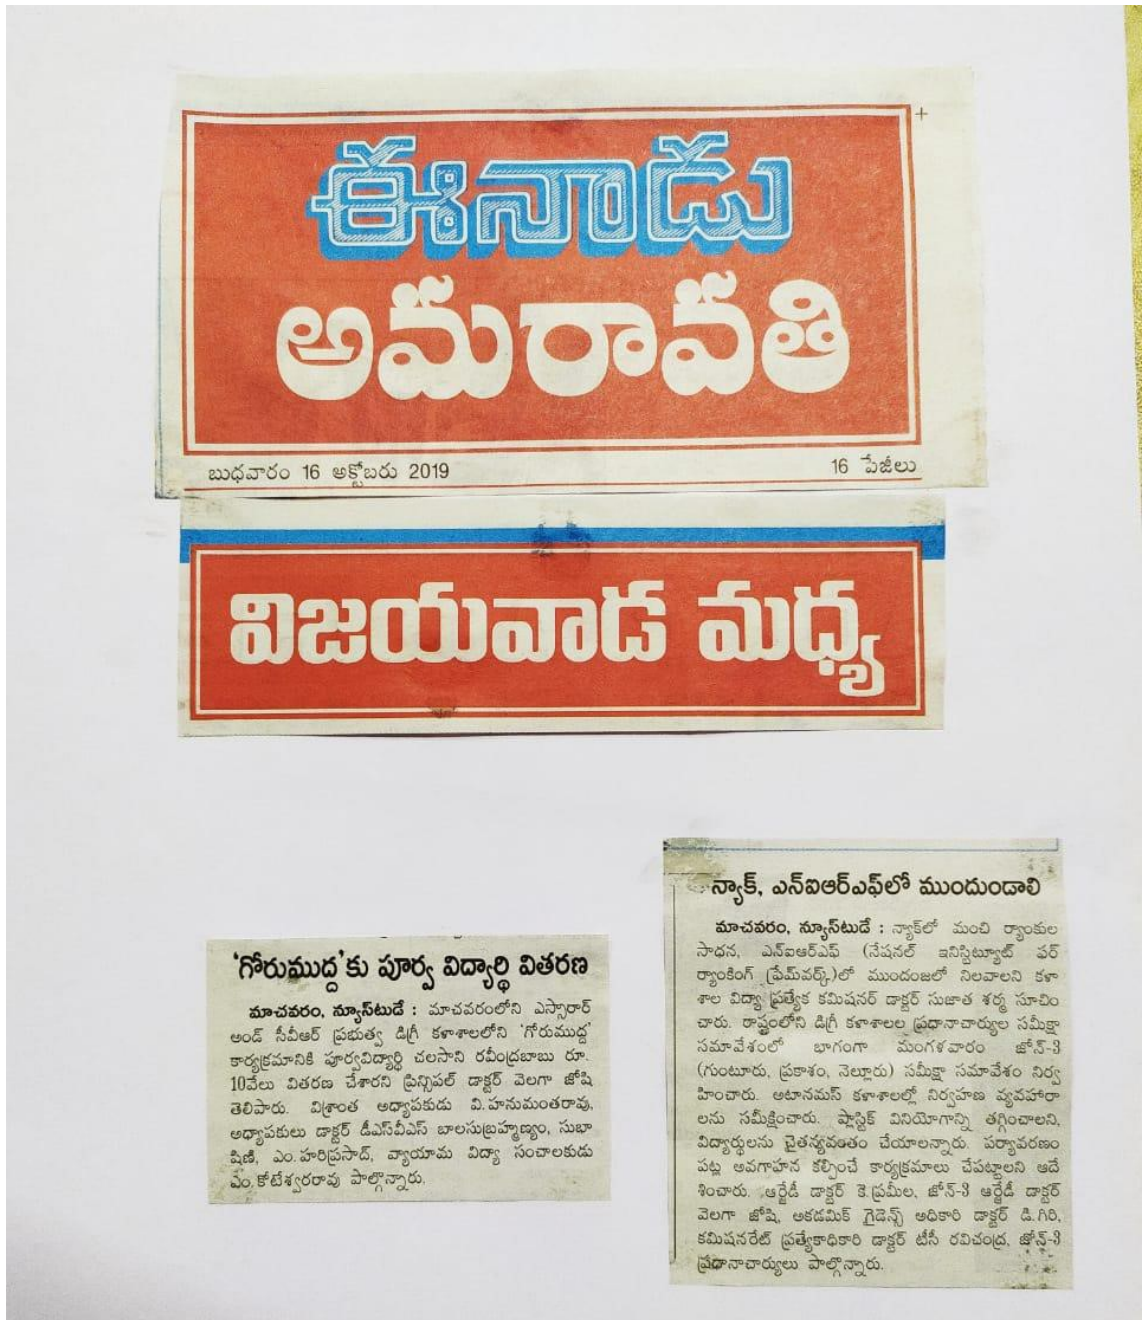 ఈనాడు
అమరావతి
బుధవారం 16 అక్టోబరు 2019
16 పేజీలు
విజయవాడ మధ్య
'గోరుముద్ద'కు పూర్వ విద్యార్థి వితరణ
మాచవరం, న్యూస్‌టుడే : మాచవరంలోని ఎస్సారార్
అండ్ సీవీఆర్ ప్రభుత్వ డిగ్రీ కళాశాలలోని 'గోరుముద్ద'
కార్యక్రమానికి పూర్వవిద్యార్థి చలసాని రవీంద్రబాబు రూ.
10వేలు వితరణ చేశారని ప్రిన్సిపల్ డాక్టర్ వెలగా జోషి
తెలిపారు. విశ్రాంత అధ్యాపకుడు వి.హనుమంతరావు,
అధ్యాపకులు డాక్టర్ డీఎస్‌వీఎస్ బాలసుబ్రహ్మణ్యం, సుభా
షిణి, ఎం.హరిప్రసాద్, వ్యాయామ విద్యా సంచాలకుడు
ఎం.కోటేశ్వరరావు పాల్గొన్నారు.
న్యాక్, ఎన్ఐఆర్ఎఫ్‌లో ముందుండాలి
మాచవరం, న్యూస్‌టుడే : న్యాక్‌లో మంచి ర్యాంకుల
సాధన, ఎన్ఐఆర్ఎఫ్ (నేషనల్ ఇనిస్టిట్యూట్ ఫర్
ర్యాంకింగ్ ఫ్రేమ్‌వర్క్)లో ముందంజలో నిలవాలని కళా
శాల విద్యా ప్రత్యేక కమిషనర్ డాక్టర్ సుజాత శర్మ సూచిం
చారు. రాష్ట్రంలోని డిగ్రీ కళాశాలల ప్రధానాచార్యుల సమీక్షా
సమావేశంలో భాగంగా మంగళవారం జోన్-3
(గుంటూరు, ప్రకాశం, నెల్లూరు) సమీక్షా సమావేశం నిర్వ
హించారు. అటానమస్ కళాశాలల్లో నిర్వహణ వ్యవహారా
లను సమీక్షించారు. ప్లాస్టిక్ వినియోగాన్ని తగ్గించాలని,
విద్యార్థులను చైతన్యవంతం చేయాలన్నారు. పర్యావరణం
పట్ల అవగాహన కల్పించే కార్యక్రమాలు చేపట్టాలని ఆదే
శించారు. ఆర్జేడీ డాక్టర్ కె.ప్రమీల, జోన్-3 ఆర్జేడీ డాక్టర్
వెలగా జోషి, అకడమిక్ గైడెన్స్ అధికారి డాక్టర్ డి.గిరి,
కమిషనరేట్ ప్రత్యేకాధికారి డాక్టర్ టీసీ రవిచంద్ర, జోన్-3
ప్రధానాచార్యులు పాల్గొన్నారు.